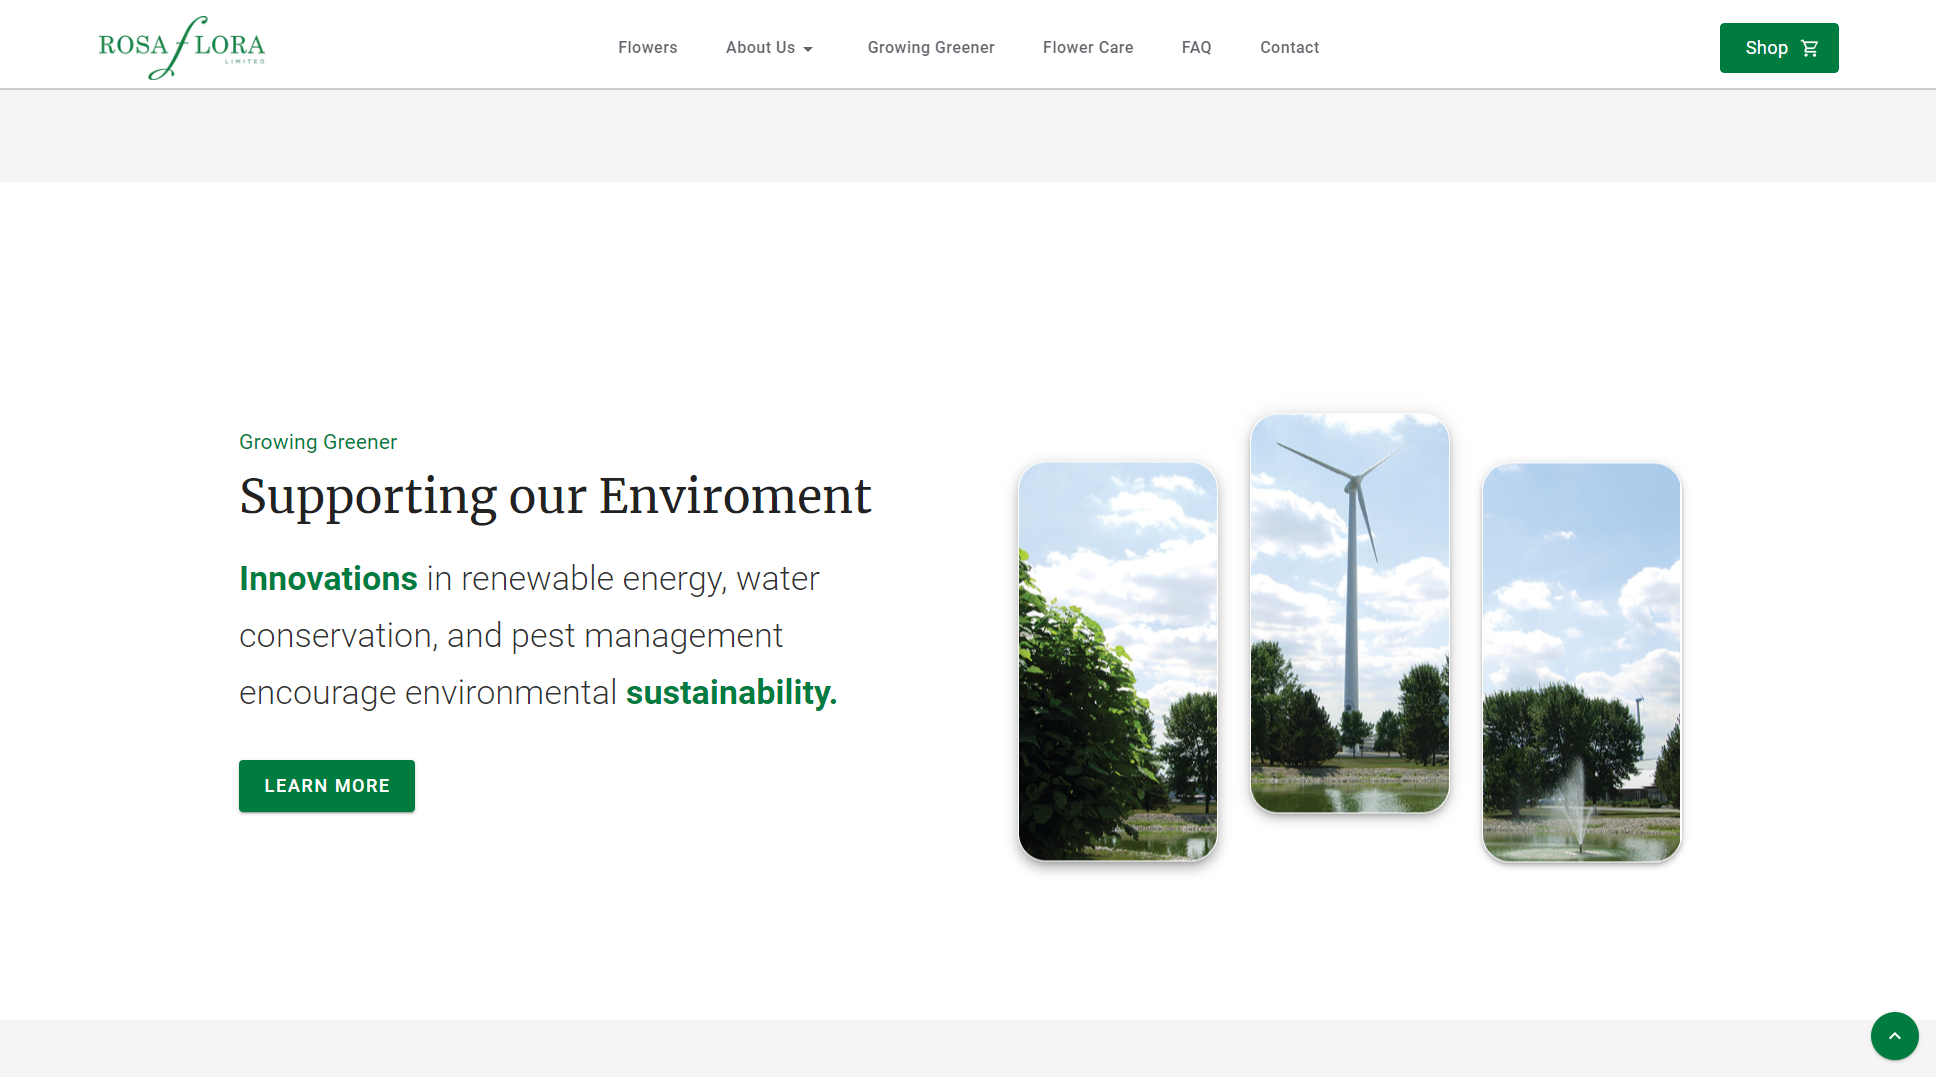 ROSA fLORA
LIMITED
Flowers
About Us
Growing Greener
Flower Care
FAQ
Contact
Shop
Growing Greener
Supporting our Enviroment
Innovations in renewable energy, water
conservation, and pest management
encourage environmental sustainability.
LEARN MORE